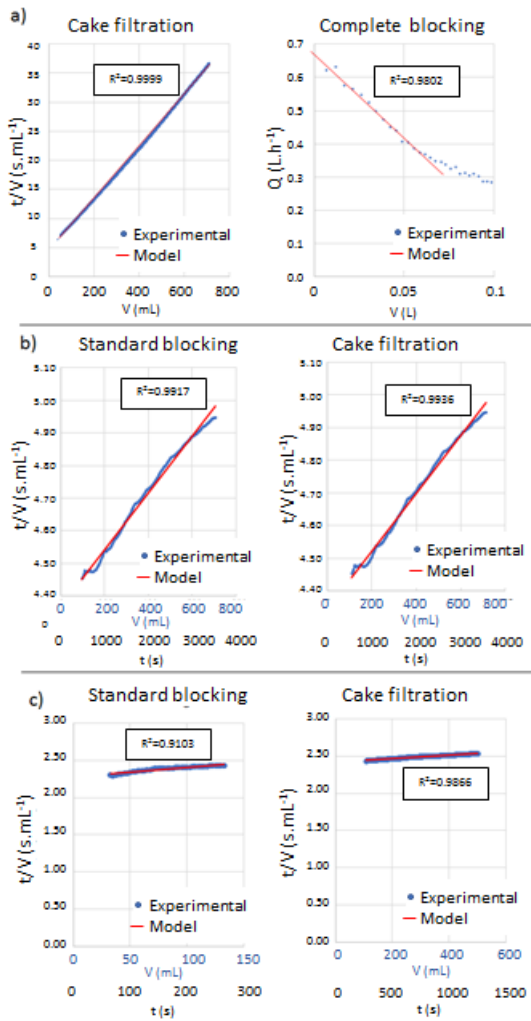 a)
Cake filtration
Complete blocking
t/V (s.mL-1)
40
35
30
25
20
15
10
5
0
R²=0.9999
Experimental
Model
0 200 400 600 800
V (mL)
Q (L.h-1)
0.7
0.6
0.5
0.4
0.3
0.2
0.1
0.0
R²=0.9802
Experimental
Model
0 0.05 0.1
V (L)
b)
Standard blocking
Cake filtration
t/V (s.mL-1)
5.10
5.00
4.90
4.80
4.70
4.60
4.50
4.40
R²=0.9917
Experimental
Model
0 200 400 600 800
V (mL)
0 1000 2000 3000 4000
t (s)
t/V (s.mL-1)
5.10
5.00
4.90
4.80
4.70
4.60
4.50
4.40
R²=0.9936
Experimental
Model
0 200 400 600 800
V (mL)
0 1000 2000 3000 4000
t (s)
c)
Standard blocking
Cake filtration
t/V (s.mL-1)
3.00
2.50
2.00
1.50
1.00
0.50
0.00
R²=0.9103
Experimental
Model
0 50 100 150
V (mL)
0 100 200 300
t (s)
t/V (s.mL-1)
3.00
2.50
2.00
1.50
1.00
0.50
0.00
R²=0.9866
Experimental
Model
0 200 400 600
V (mL)
0 500 1000 1500
t (s)